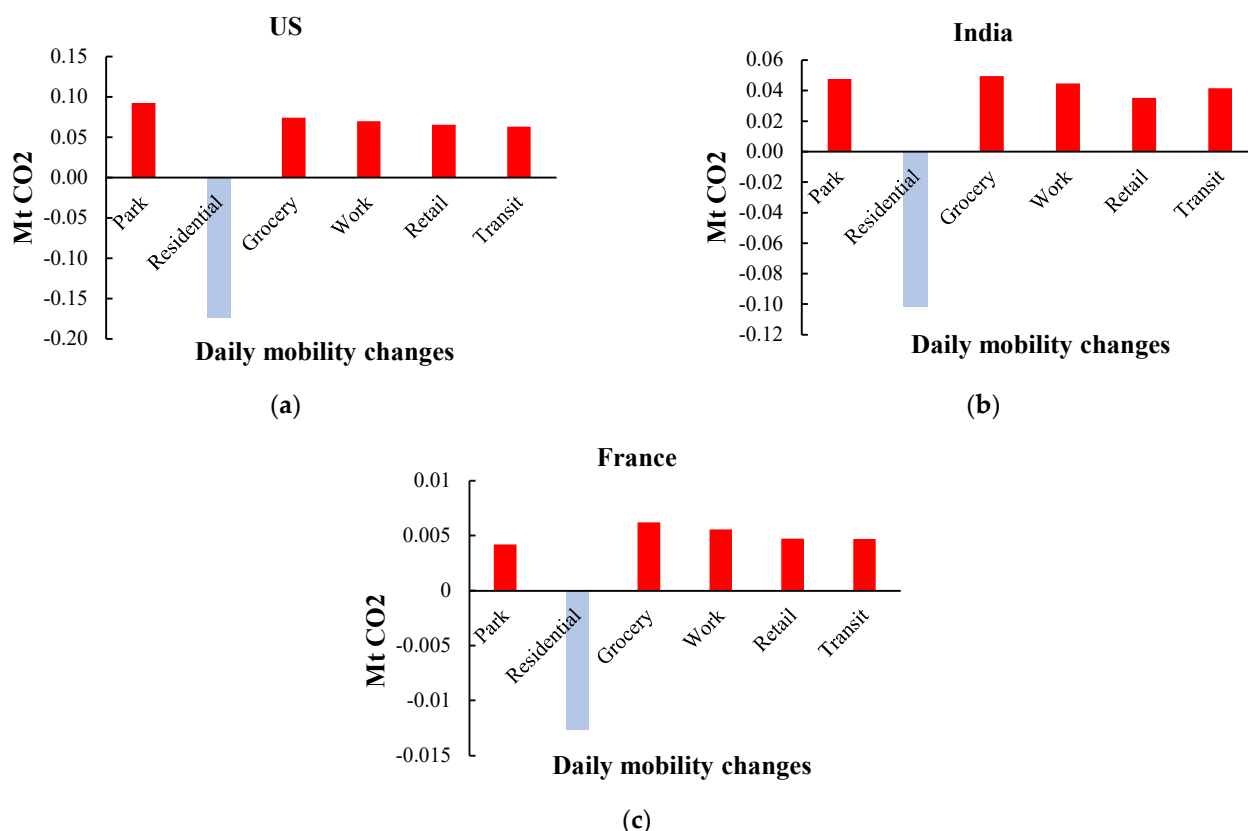 US
0.15
0.10
0.05
0.00
-0.05
-0.10
-0.15
-0.20
Mt CO2
Park
Residential
Grocery
Work
Retail
Transit
Daily mobility changes
(a)
India
0.06
0.04
0.02
0.00
-0.02
-0.04
-0.06
-0.08
-0.10
-0.12
Mt CO2
Park
Residential
Grocery
Work
Retail
Transit
Daily mobility changes
(b)
France
0.01
0.005
0
-0.005
-0.01
-0.015
Mt CO2
Park
Residential
Grocery
Work
Retail
Transit
Daily mobility changes
(c)